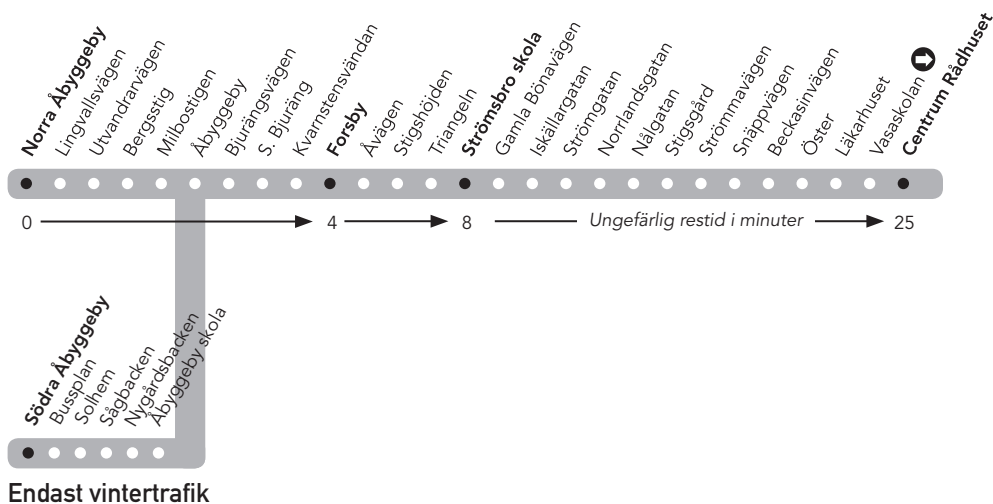 Norra Åbyggeby
Lingvallsvägen
Utvandrarvägen
Bergsstig
Milbostigen
Åbyggeby
Bjurängsvägen
S. Bjuräng
Kvarnstensvändan
Forsby
Åvägen
Stigshöjden
Triangeln
Strömsbro skola
Gamla Bönavägen
Iskällargatan
Strömgatan
Norrlandsgatan
Nålgatan
Stigsgård
Strömmavägen
Snäppvägen
Beckasinvägen
Öster
Läkarhuset
Vasaskolan
Centrum Rådhuset
0 4 8 Ungefärlig restid i minuter 25
Södra Åbyggeby
Bussplan
Solhem
Sågbacken
Nygårdsbacken
Åbyggeby skola
Endast vintertrafik